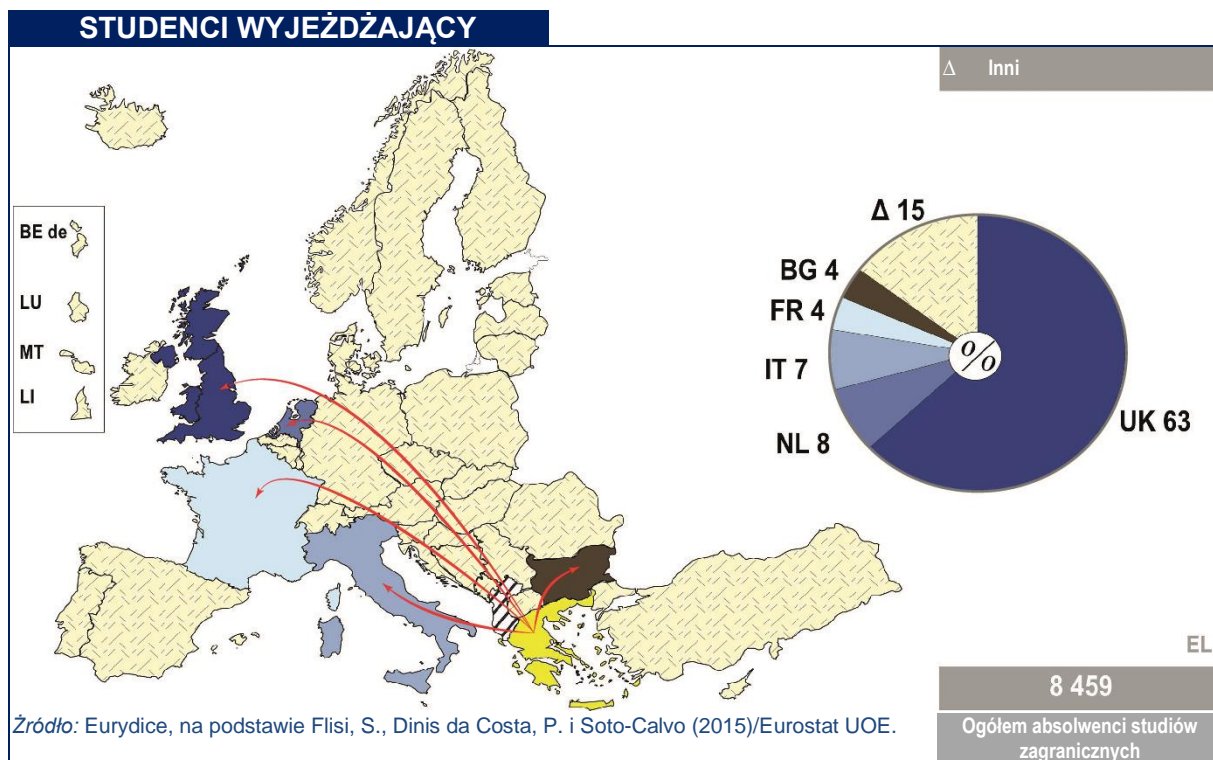 STUDENCI WYJEŻDŻAJĄCY
Δ Inni
BE de
LU
MT
LI
Δ 15
BG 4
FR 4
IT 7
NL 8
UK 63
%
EL
8 459
Ogółem absolwenci studiów
zagranicznych
Źródło: Eurydice, na podstawie Flisi, S., Dinis da Costa, P. i Soto-Calvo (2015)/Eurostat UOE.